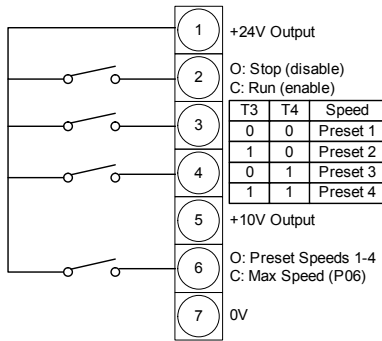 1 +24V Output
2 O: Stop (disable)
C: Run (enable)
T3 T4 Speed
3 0 0 Preset 1
1 0 Preset 2
4 0 1 Preset 3
1 1 Preset 4
5 +10V Output
6 O: Preset Speeds 1-4
C: Max Speed (P06)
7 0V